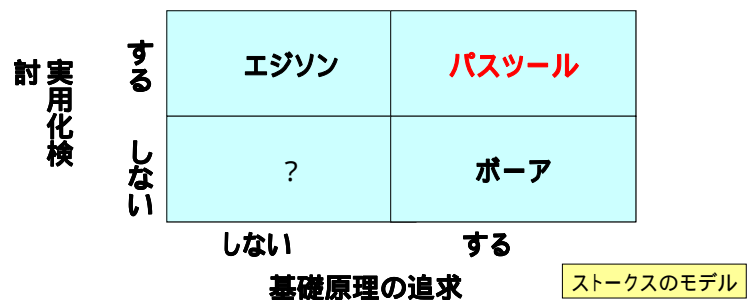 実用化検討
する
エジソン
パスツール
しない
?
ボーア
しない
する
基礎原理の追求
ストークスのモデル